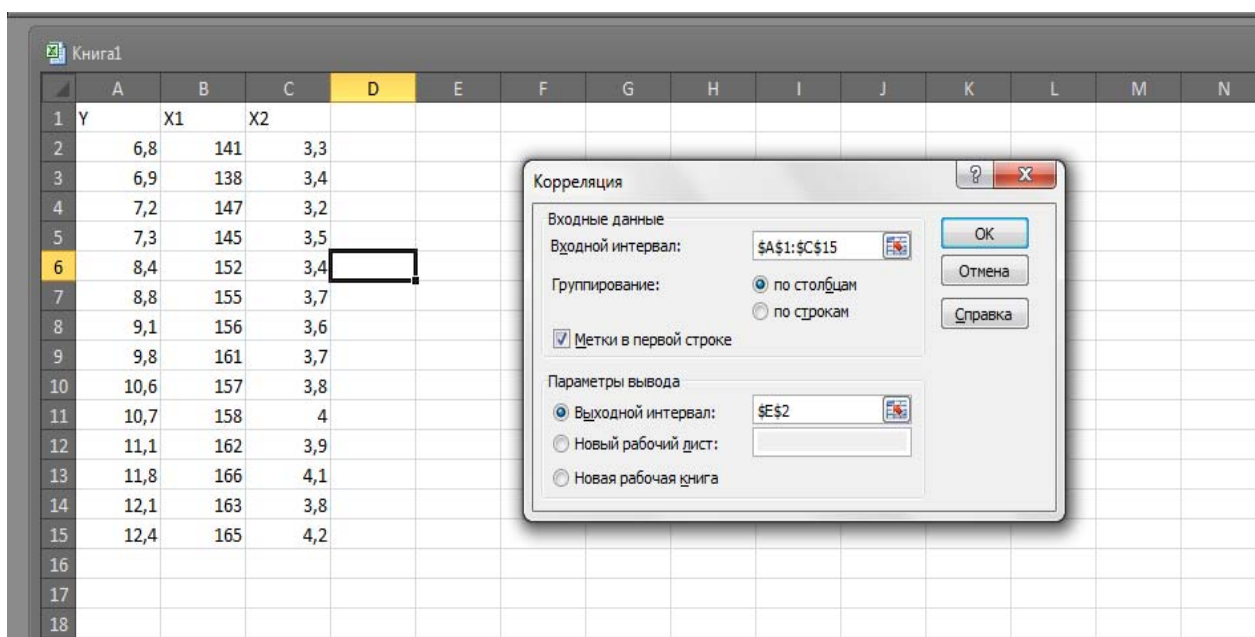 Книга1
A B C D E F G H I J K L M N
1 Y X1 X2
2 6,8 141 3,3
3 6,9 138 3,4
4 7,2 147 3,2
5 7,3 145 3,5
6 8,4 152 3,4
7 8,8 155 3,7
8 9,1 156 3,6
9 9,8 161 3,7
10 10,6 157 3,8
11 10,7 158 4
12 11,1 162 3,9
13 11,8 166 4,1
14 12,1 163 3,8
15 12,4 165 4,2
16
17
18
Корреляция
Входные данные
Входной интервал: $A$1:$C$15
Группирование: по столбцам
по строкам
Метки в первой строке
Параметры вывода
Выходной интервал: $E$2
Новый рабочий лист:
Новая рабочая книга
?
OK
Отмена
Справка